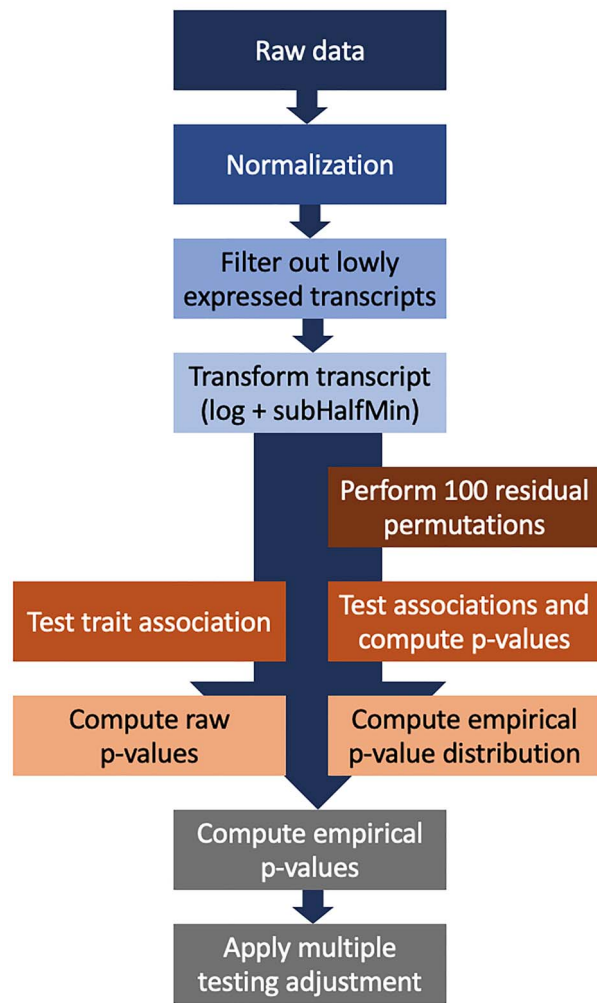 Raw data
Normalization
Filter out lowly
expressed transcripts
Transform transcript
(log + subHalfMin)
Perform 100 residual
permutations
Test trait association
Test associations and
compute p-values
Compute raw
p-values
Compute empirical
p-value distribution
Compute empirical
p-values
Apply multiple
testing adjustment